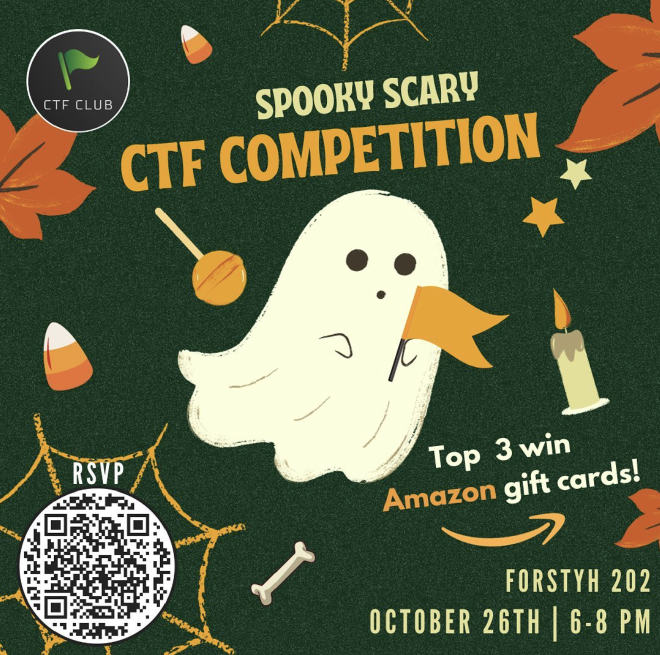 CTF CLUB
SPOOKY SCARY
CTF COMPETITION
Top 3 win
Amazon gift cards!
RSVP
FORSTYH 202
OCTOBER 26TH | 6-8 PM